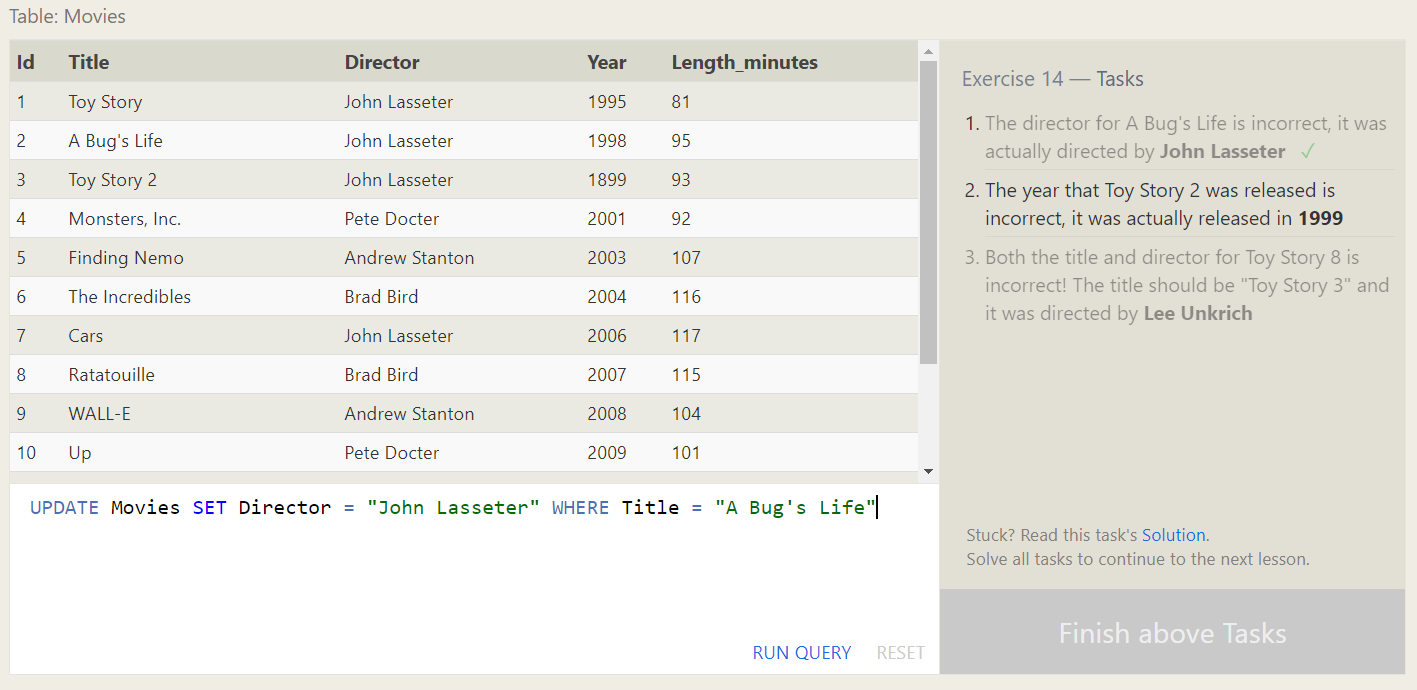 Table: Movies
Id Title Director Year Length_minutes
1 Toy Story John Lasseter 1995 81
2 A Bug's Life John Lasseter 1998 95
3 Toy Story 2 John Lasseter 1899 93
4 Monsters, Inc. Pete Docter 2001 92
5 Finding Nemo Andrew Stanton 2003 107
6 The Incredibles Brad Bird 2004 116
7 Cars John Lasseter 2006 117
8 Ratatouille Brad Bird 2007 115
9 WALL-E Andrew Stanton 2008 104
10 Up Pete Docter 2009 101
UPDATE Movies SET Director = "John Lasseter" WHERE Title = "A Bug's Life"
RUN QUERY RESET
Exercise 14 — Tasks
1. The director for A Bug's Life is incorrect, it was
actually directed by John Lasseter ✓
2. The year that Toy Story 2 was released is
incorrect, it was actually released in 1999
3. Both the title and director for Toy Story 8 is
incorrect! The title should be "Toy Story 3" and
it was directed by Lee Unkrich
Stuck? Read this task's Solution.
Solve all tasks to continue to the next lesson.
Finish above Tasks